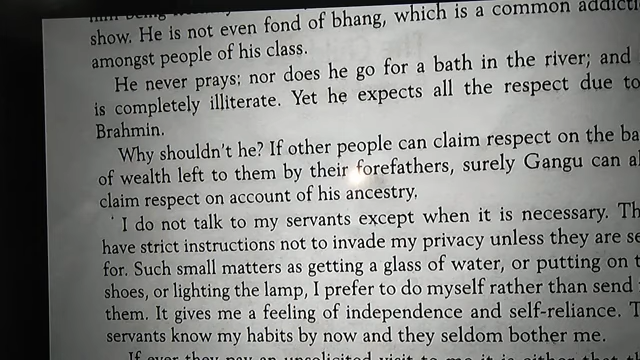 show. He is not even fond of bhang, which is a common
amongst people of his class.
He never prays; nor does he go for a bath in the river; and
is completely illiterate. Yet he expects all the respect due to
Brahmin.
Why shouldn't he? If other people can claim respect on the
of wealth left to them by their forefathers, surely Gangu can
claim respect on account of his ancestry.
I do not talk to my servants except when it is necessary.
have strict instructions not to invade my privacy unless they are
for. Such small matters as getting a glass of water, or putting on
shoes, or lighting the lamp, I prefer to do myself rather than send
them. It gives me a feeling of independence and self-reliance.
servants know my habits by now and they seldom bother me.